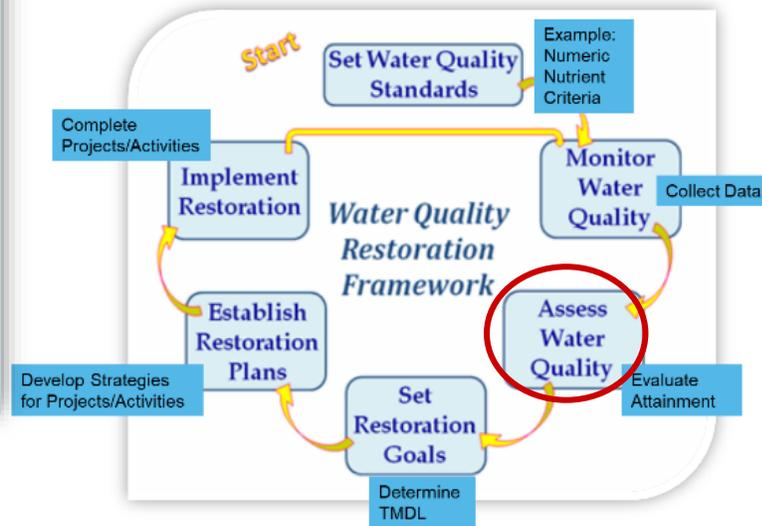 Start
Set Water Quality
Standards
Example:
Numeric
Nutrient
Criteria
Monitor
Water
Quality
Collect Data
Assess
Water
Quality
Evaluate
Attainment
Set
Restoration
Goals
Determine
TMDL
Establish
Restoration
Plans
Develop Strategies
for Projects/Activities
Implement
Restoration
Complete
Projects/Activities
Water Quality
Restoration
Framework